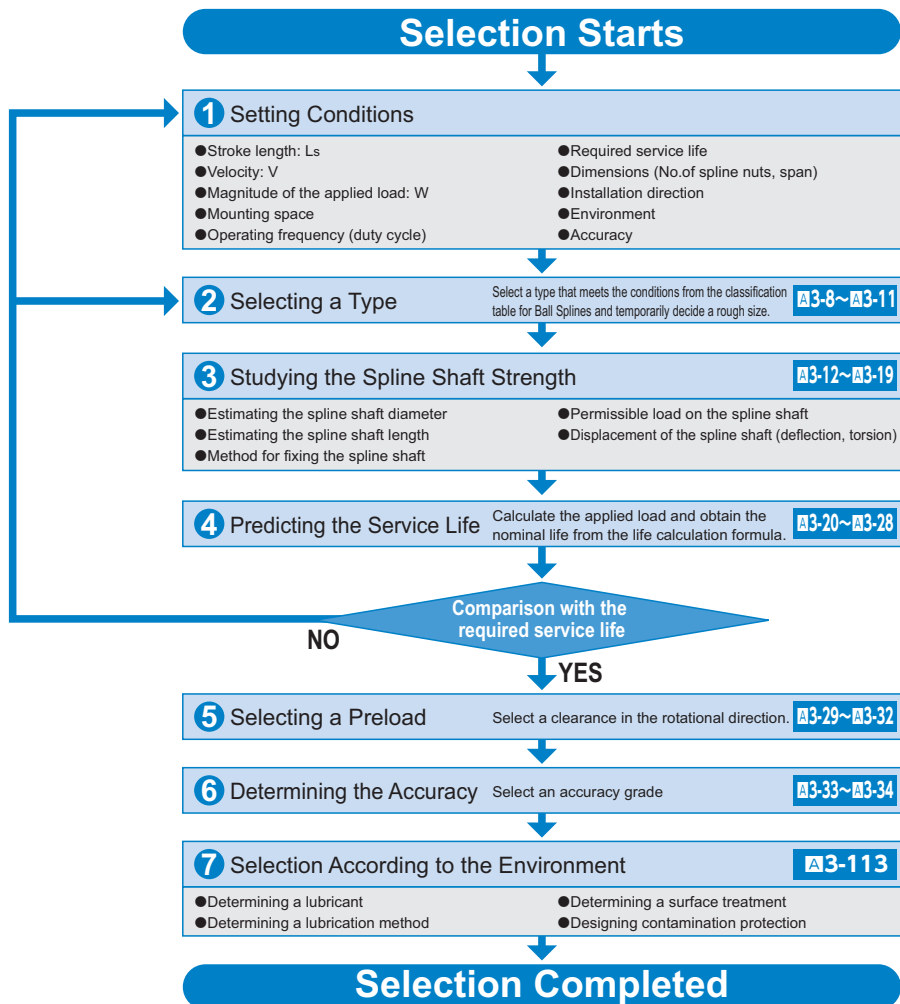 Selection Starts
1 Setting Conditions
●Stroke length: Ls
●Velocity: V
●Magnitude of the applied load: W
●Mounting space
●Operating frequency (duty cycle)
●Required service life
●Dimensions (No.of spline nuts, span)
●Installation direction
●Environment
●Accuracy
2 Selecting a Type
Select a type that meets the conditions from the classification
table for Ball Splines and temporarily decide a rough size.
A3-8~A3-11
3 Studying the Spline Shaft Strength
A3-12~A3-19
●Estimating the spline shaft diameter
●Estimating the spline shaft length
●Method for fixing the spline shaft
●Permissible load on the spline shaft
●Displacement of the spline shaft (deflection, torsion)
4 Predicting the Service Life
Calculate the applied load and obtain the
nominal life from the life calculation formula.
A3-20~A3-28
Comparison with the
required service life
NO
YES
5 Selecting a Preload
Select a clearance in the rotational direction.
A3-29~A3-32
6 Determining the Accuracy
Select an accuracy grade
A3-33~A3-34
7 Selection According to the Environment
A3-113
●Determining a lubricant
●Determining a lubrication method
●Determining a surface treatment
●Designing contamination protection
Selection Completed